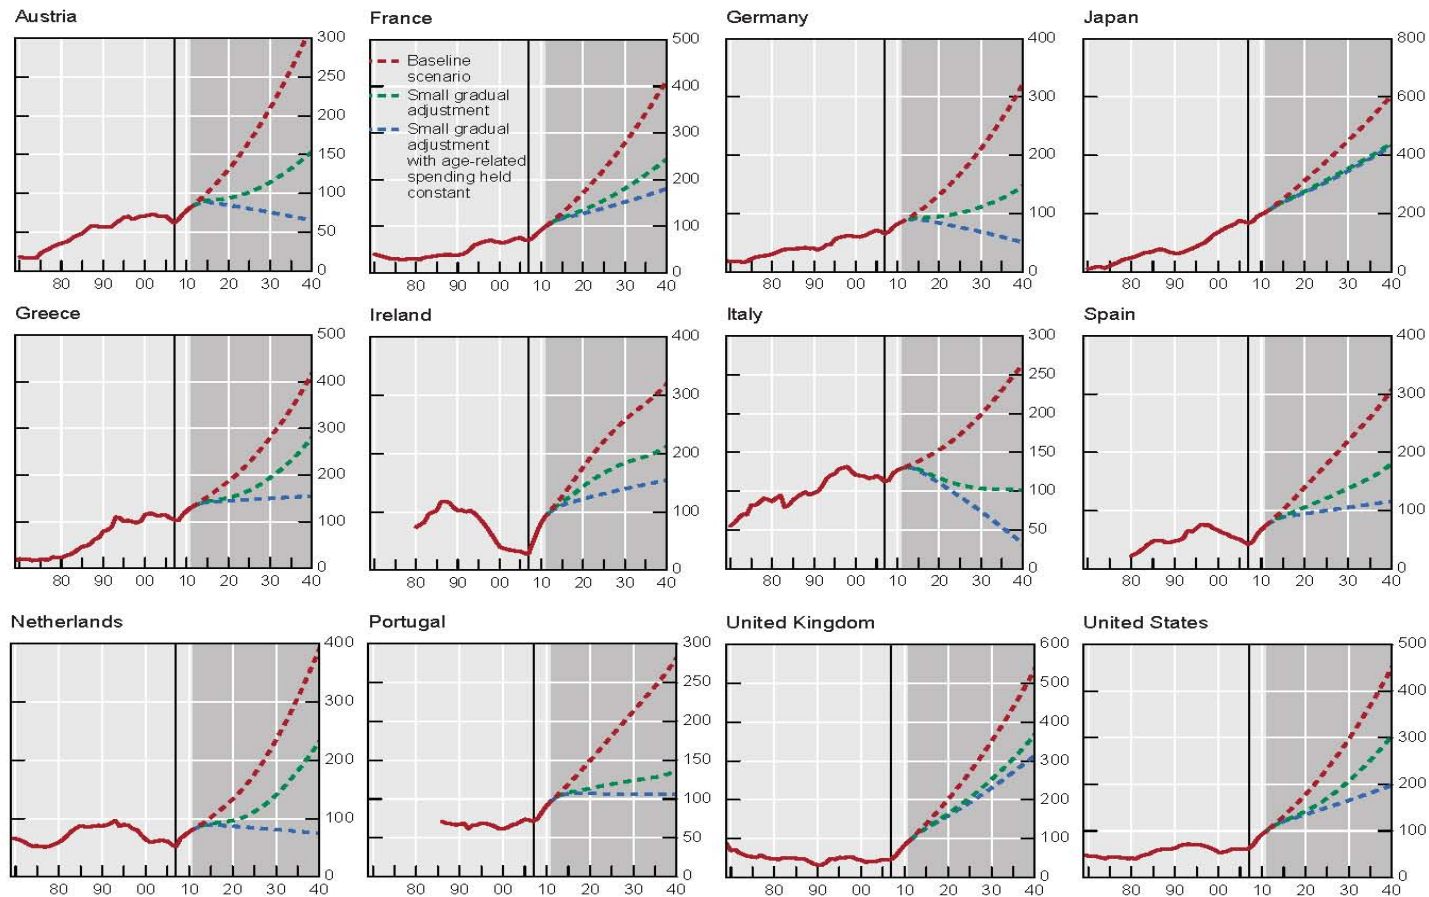 Austria
France
Germany
Japan
300
250
200
150
100
50
0
80 90 00 10 20 30 40
Baseline
scenario
Small gradual
adjustment
Small gradual
adjustment
with age-related
spending held
constant
500
400
300
200
100
0
80 90 00 10 20 30 40
400
300
200
100
0
80 90 00 10 20 30 40
800
600
400
200
0
80 90 00 10 20 30 40
Greece
Ireland
Italy
Spain
500
400
300
200
100
0
80 90 00 10 20 30 40
400
300
200
100
0
80 90 00 10 20 30 40
300
250
200
150
100
50
0
80 90 00 10 20 30 40
400
300
200
100
0
80 90 00 10 20 30 40
Netherlands
Portugal
United Kingdom
United States
400
300
200
100
0
80 90 00 10 20 30 40
300
250
200
150
100
50
0
80 90 00 10 20 30 40
600
500
400
300
200
100
0
80 90 00 10 20 30 40
500
400
300
200
100
0
80 90 00 10 20 30 40